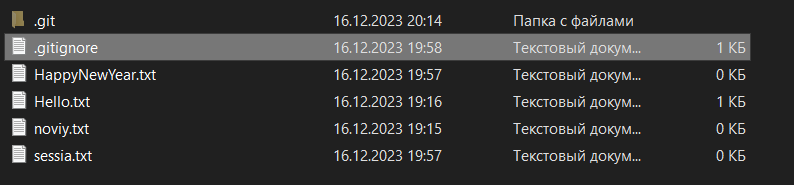 .git 16.12.2023 20:14 Папка с файлами
.gitignore 16.12.2023 19:58 Текстовый докум... 1 КБ
HappyNewYear.txt 16.12.2023 19:57 Текстовый докум... 0 КБ
Hello.txt 16.12.2023 19:16 Текстовый докум... 1 КБ
noviy.txt 16.12.2023 19:15 Текстовый докум... 0 КБ
sessia.txt 16.12.2023 19:57 Текстовый докум... 0 КБ